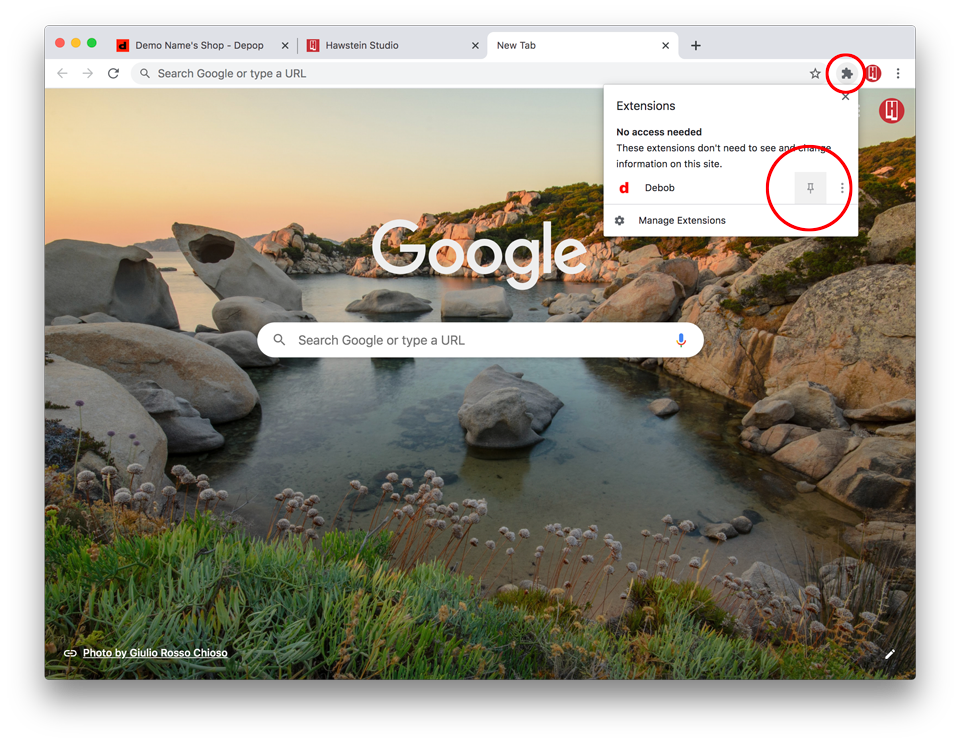 Demo Name's Shop - Depop
Hawstein Studio
New Tab
Search Google or type a URL
Extensions
No access needed
These extensions don't need to see and change
information on this site.
d Debob
Manage Extensions
Google
Search Google or type a URL
Photo by Giulio Rosso Chioso